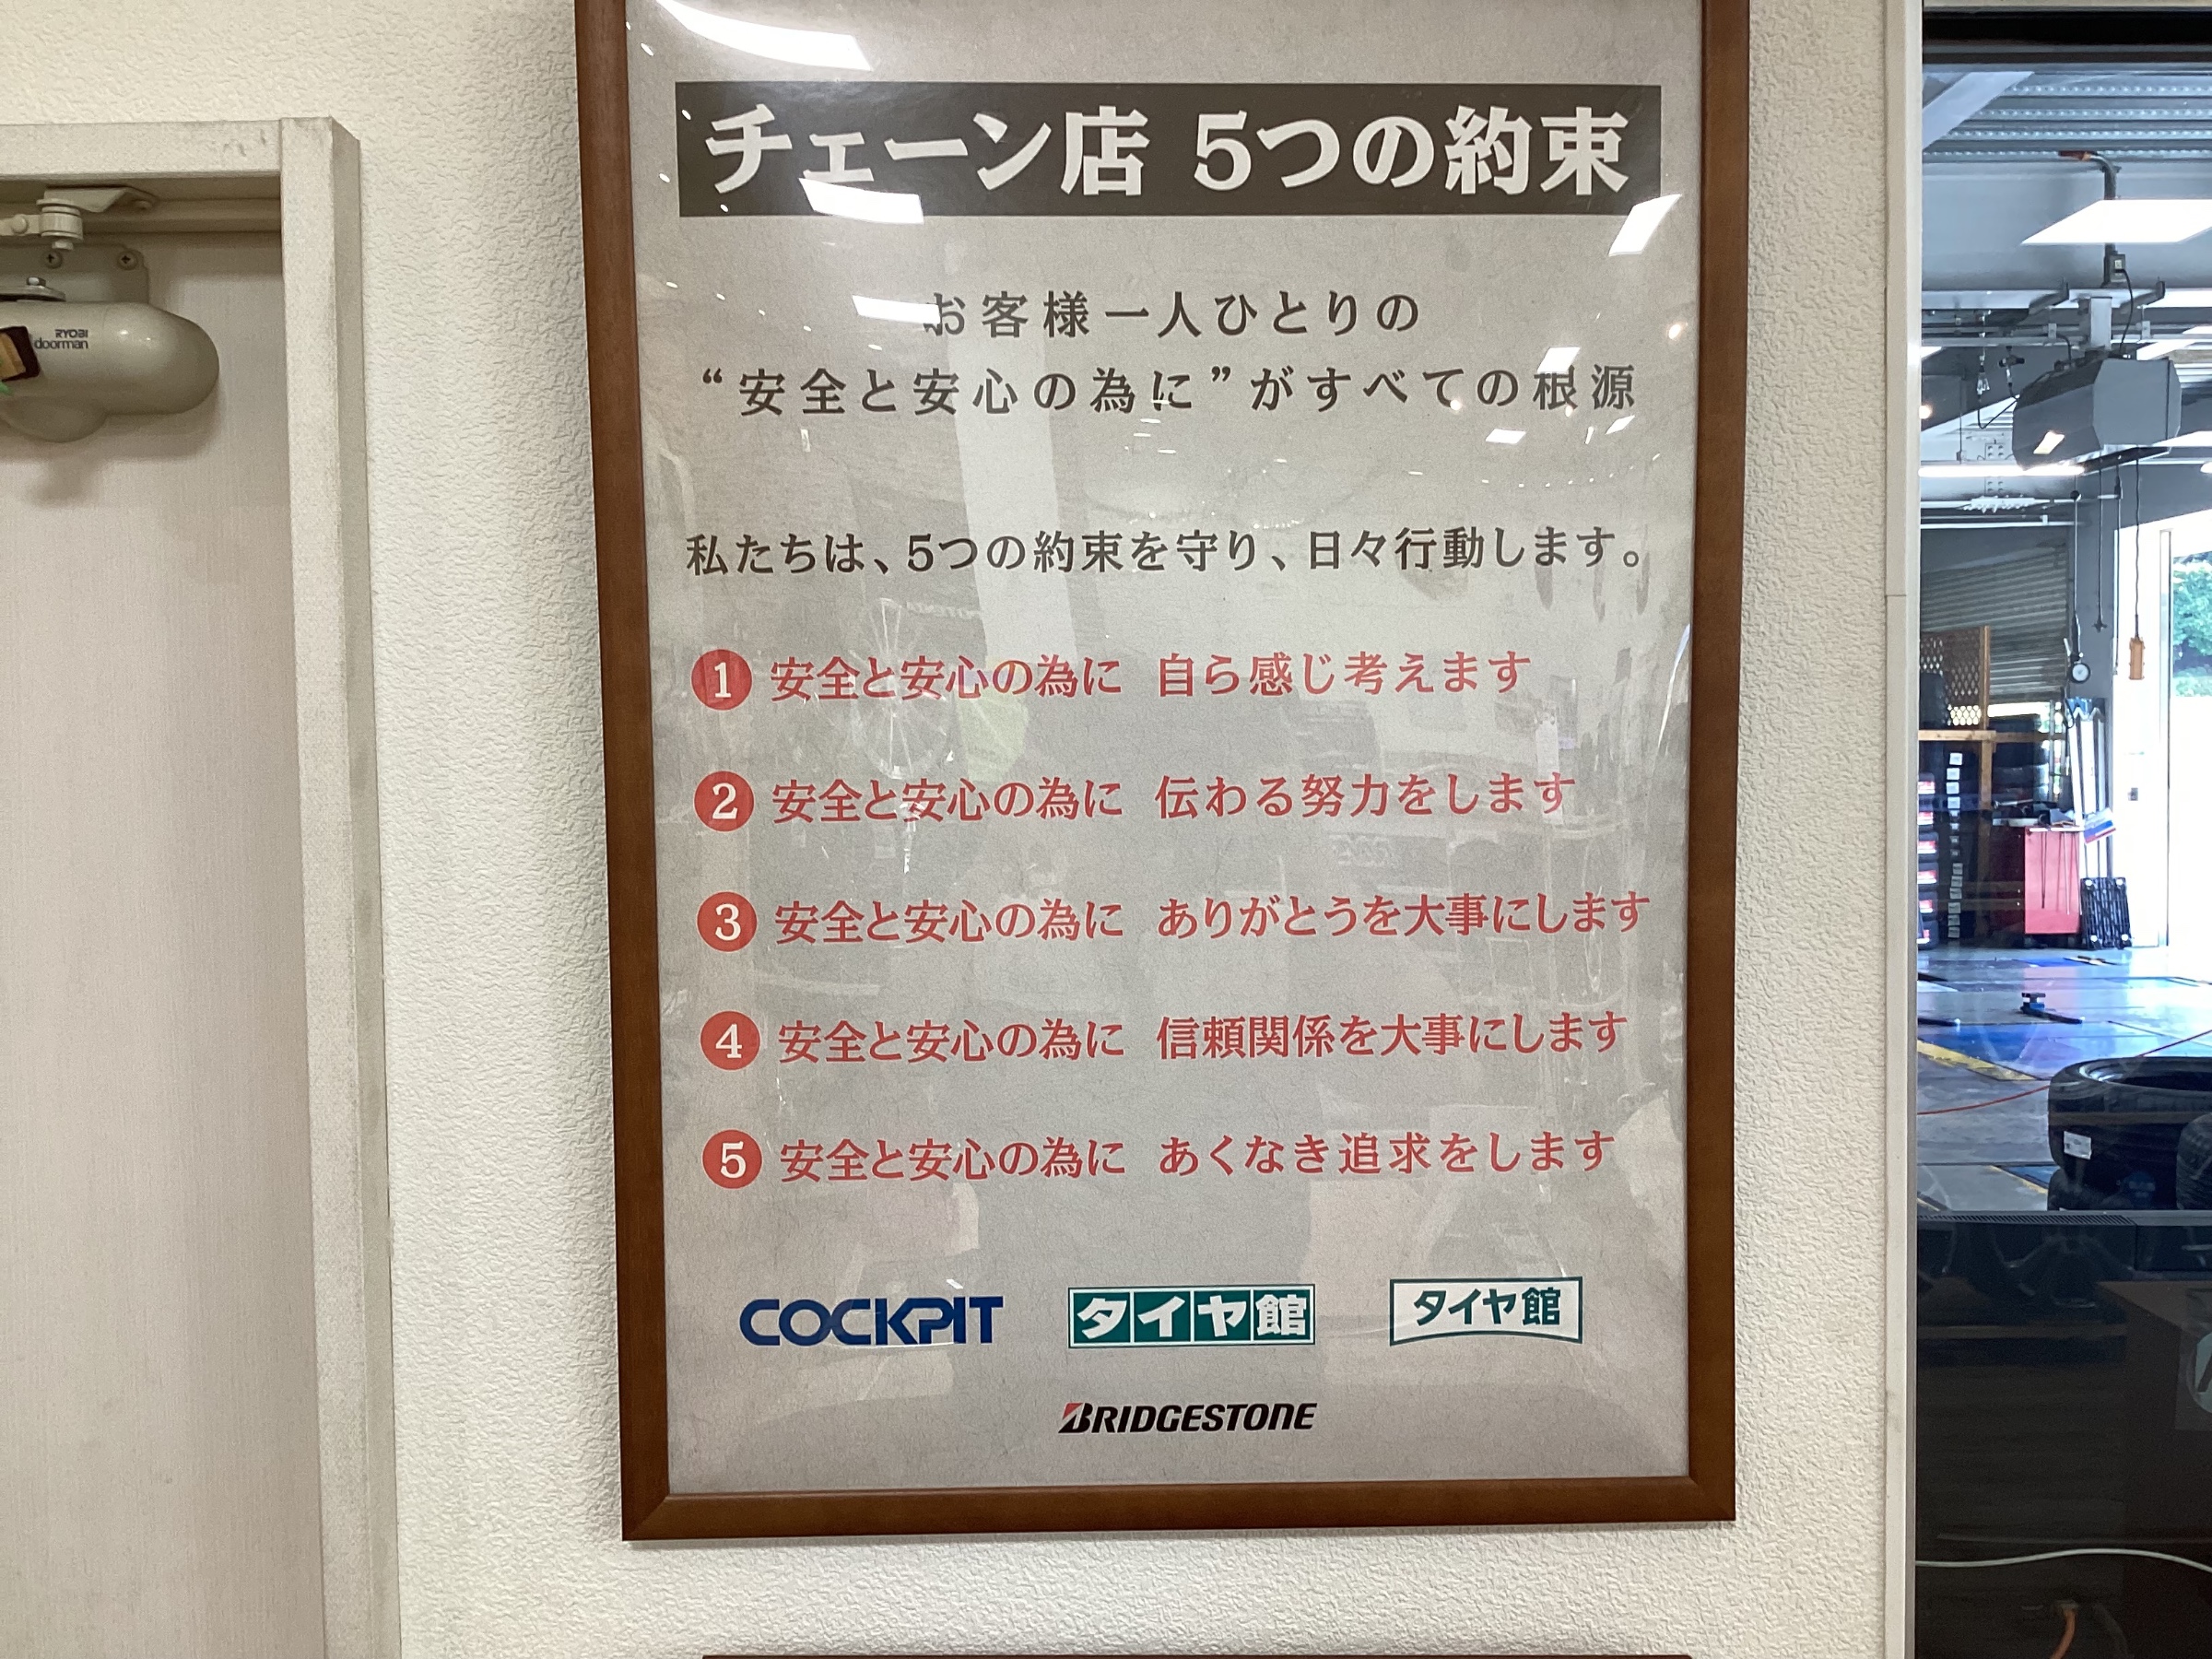 チェーン店 5つの約束
お客様一人ひとりの
“安全と安心の為に”がすべての根源
私たちは、5つの約束を守り、日々行動します。
1 安全と安心の為に 自ら感じ考えます
2 安全と安心の為に 伝わる努力をします
3 安全と安心の為に ありがとうを大事にします
4 安全と安心の為に 信頼関係を大事にします
5 安全と安心の為に あくなき追求をします
COCKPIT タイヤ館 タイヤ館
BRIDGESTONE
RYOBI
doorman